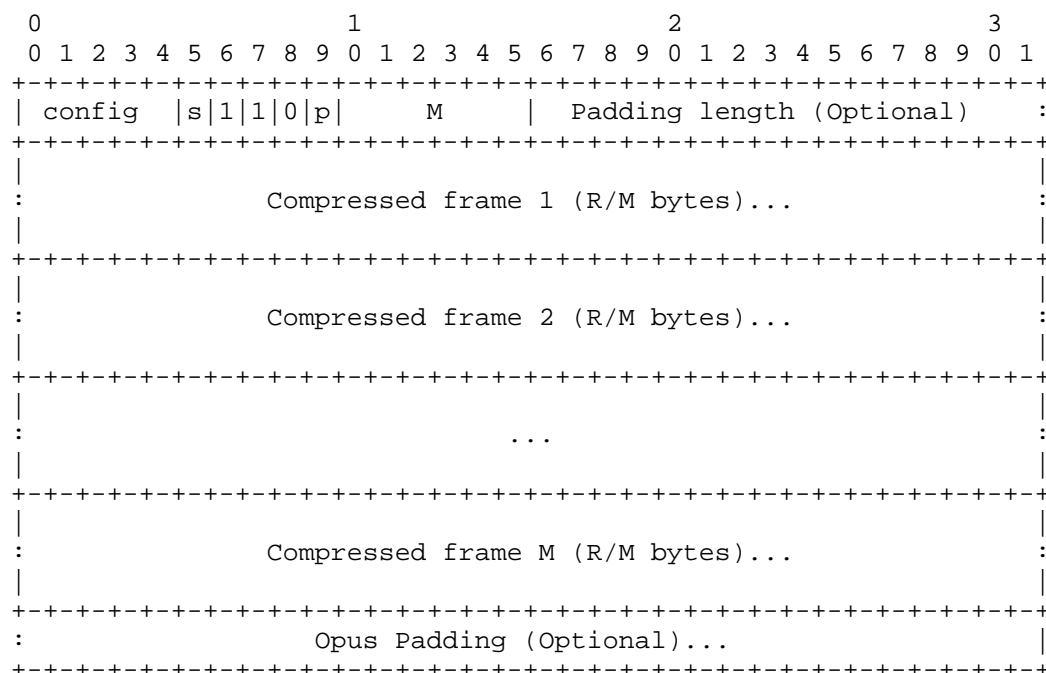 0                   1                   2                   3
 0 1 2 3 4 5 6 7 8 9 0 1 2 3 4 5 6 7 8 9 0 1 2 3 4 5 6 7 8 9 0 1
+-+-+-+-+-+-+-+-+-+-+-+-+-+-+-+-+-+-+-+-+-+-+-+-+-+-+-+-+-+-+-+-+
| config  |s|1|1|0|p|     M     |  Padding length (Optional)    :
+-+-+-+-+-+-+-+-+-+-+-+-+-+-+-+-+-+-+-+-+-+-+-+-+-+-+-+-+-+-+-+-+
|                                                               |
:               Compressed frame 1 (R/M bytes)...               :
|                                                               |
+-+-+-+-+-+-+-+-+-+-+-+-+-+-+-+-+-+-+-+-+-+-+-+-+-+-+-+-+-+-+-+-+
|                                                               |
:               Compressed frame 2 (R/M bytes)...               :
|                                                               |
+-+-+-+-+-+-+-+-+-+-+-+-+-+-+-+-+-+-+-+-+-+-+-+-+-+-+-+-+-+-+-+-+
|                                                               |
:                              ...                              :
|                                                               |
+-+-+-+-+-+-+-+-+-+-+-+-+-+-+-+-+-+-+-+-+-+-+-+-+-+-+-+-+-+-+-+-+
|                                                               |
:               Compressed frame M (R/M bytes)...               :
|                                                               |
+-+-+-+-+-+-+-+-+-+-+-+-+-+-+-+-+-+-+-+-+-+-+-+-+-+-+-+-+-+-+-+-+
:                  Opus Padding (Optional)...                   |
+-+-+-+-+-+-+-+-+-+-+-+-+-+-+-+-+-+-+-+-+-+-+-+-+-+-+-+-+-+-+-+-+